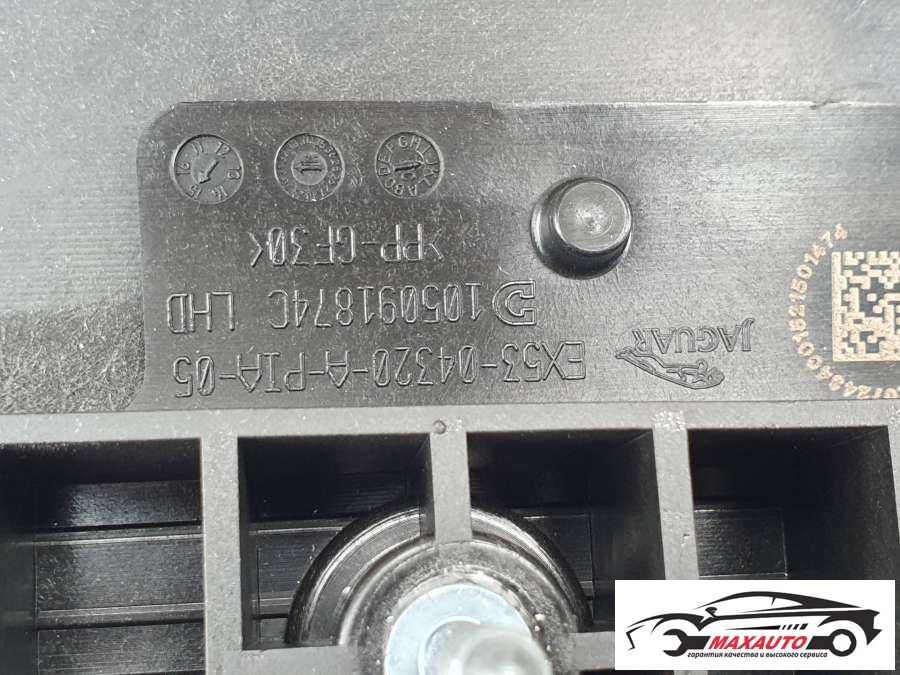 JAGUAR
EX53-04320-A-PIA-05
105091874C LHD
>PP-GF30<
MAXAUTO
гарантия качества и высокого сервиса